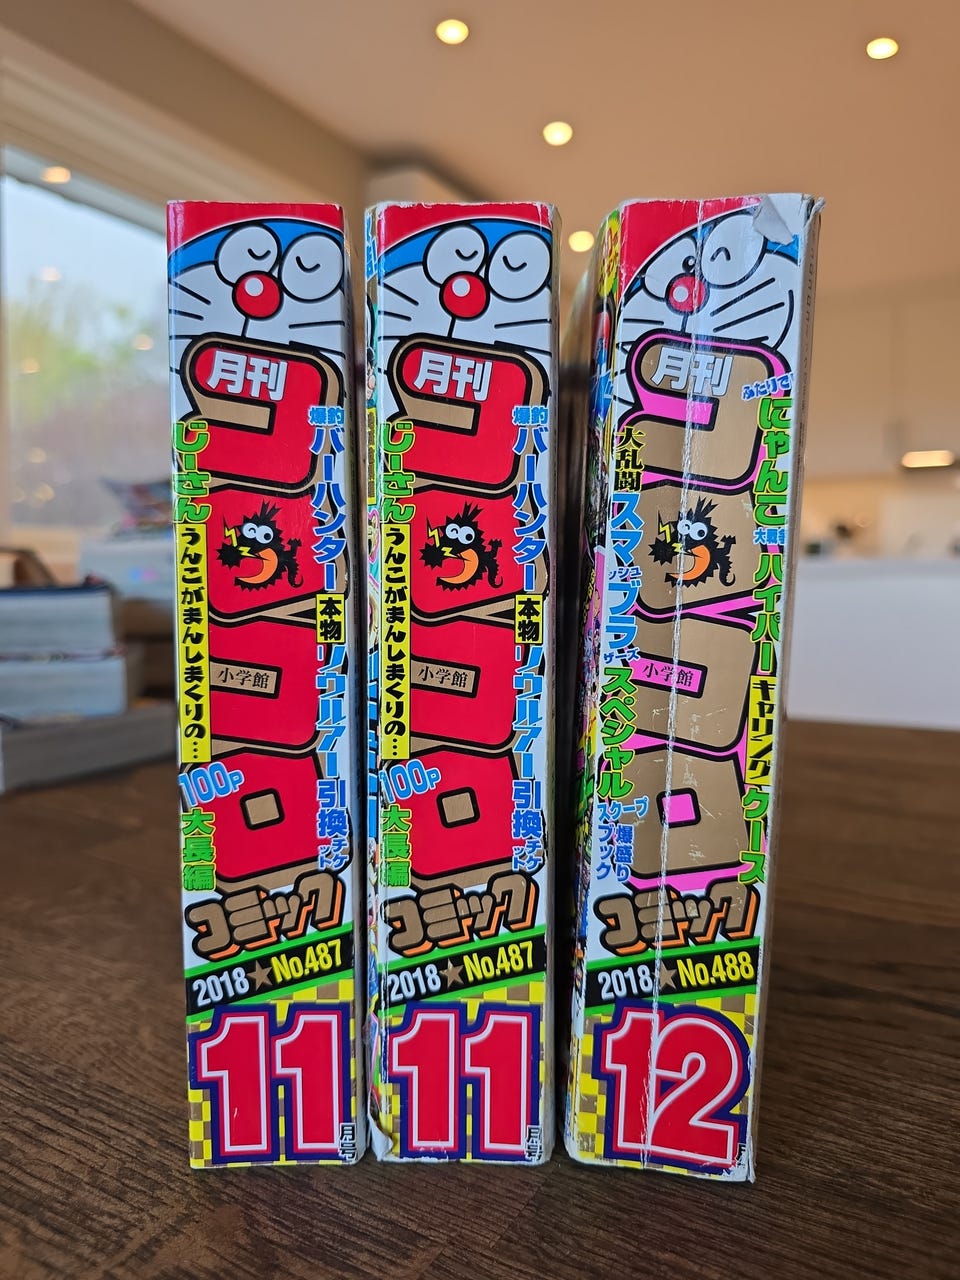 月刊
コロコロ
小学館
コミック
爆釣バーハンター
本物ソウルアー引換チケット
じーさん
うんこがまんしまくりの…
100P
大長編
2018★No.487
11月号
月刊
コロコロ
小学館
コミック
爆釣バーハンター
本物ソウルアー引換チケット
じーさん
うんこがまんしまくりの…
100P
大長編
2018★No.487
11月号
月刊
コロコロ
小学館
コミック
ふたりで!
にゃんこ大戦争
ハイパー
キャリング
ケース
大乱闘スマッシュブラザーズ
スペシャル
スクープ爆盛りブック
2018★No.488
12